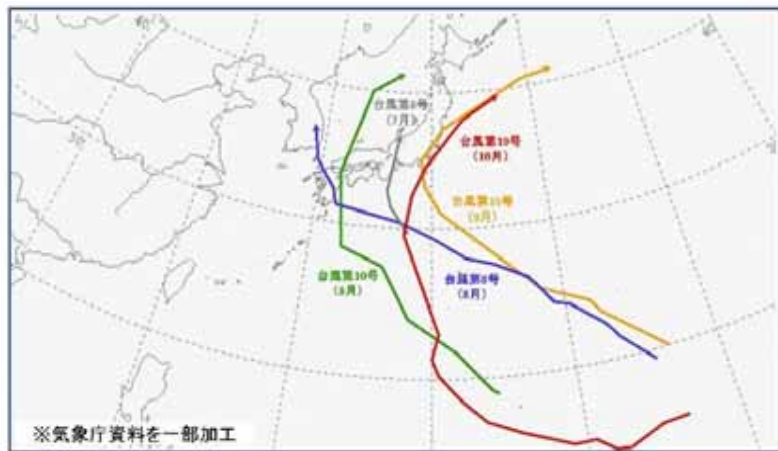 台風第6号
(7月)
台風第19号
(10月)
台風第15号
(9月)
台風第8号
(8月)
台風第10号
(8月)
※気象庁資料を一部加工